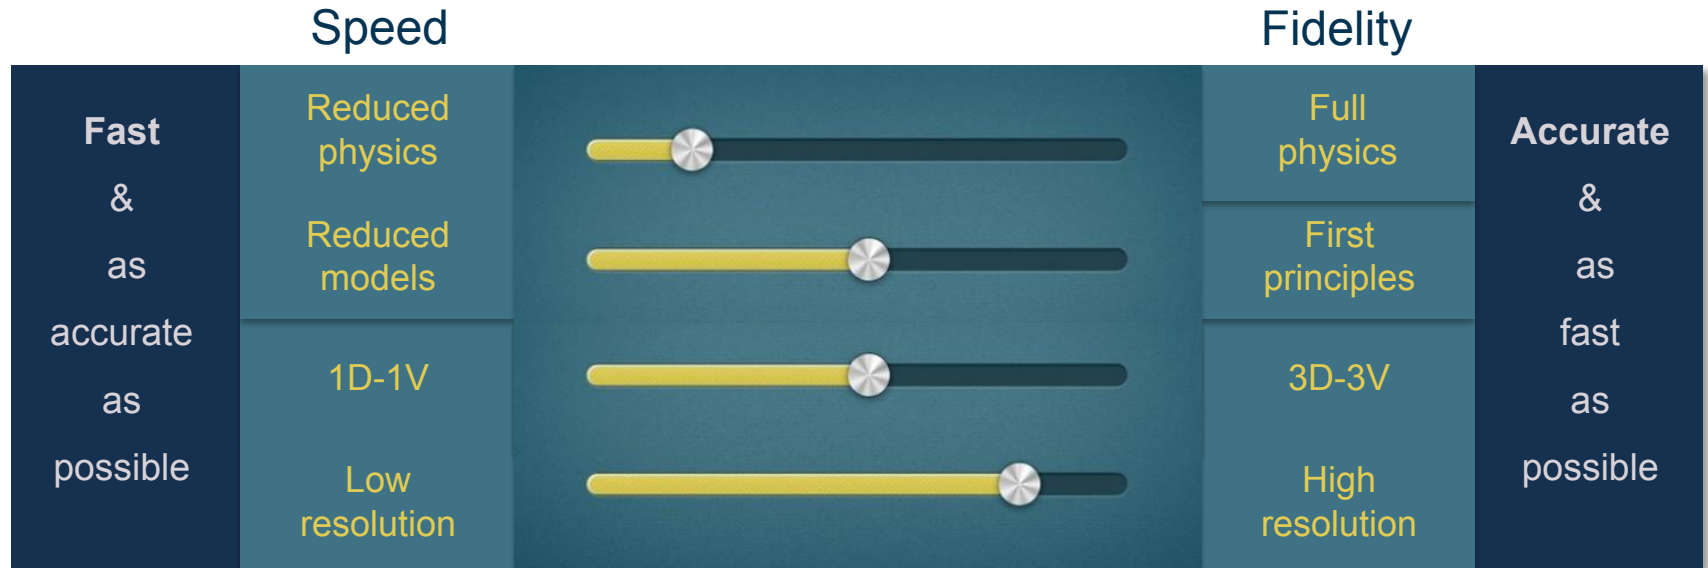 Speed
Fidelity
Fast
&
as
accurate
as
possible
Reduced
physics
Reduced
models
1D-1V
Low
resolution
Full
physics
First
principles
3D-3V
High
resolution
Accurate
&
as
fast
as
possible